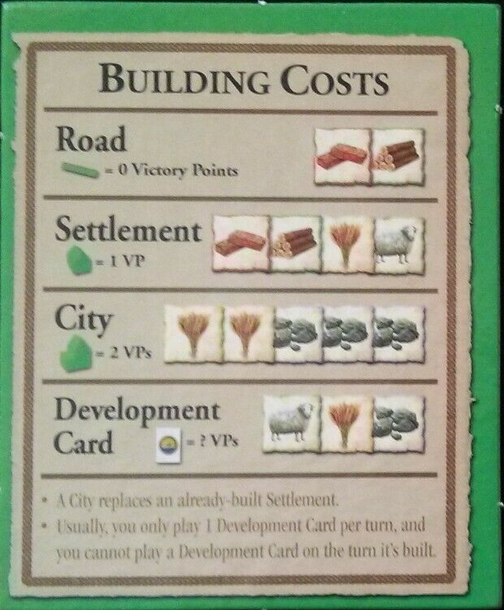 BUILDING COSTS
Road
= 0 Victory Points
Settlement
= 1 VP
City
= 2 VPs
Development
Card = ? VPs
• A City replaces an already-built Settlement.
• Usually, you only play 1 Development Card per turn, and
you cannot play a Development Card on the turn it's built.